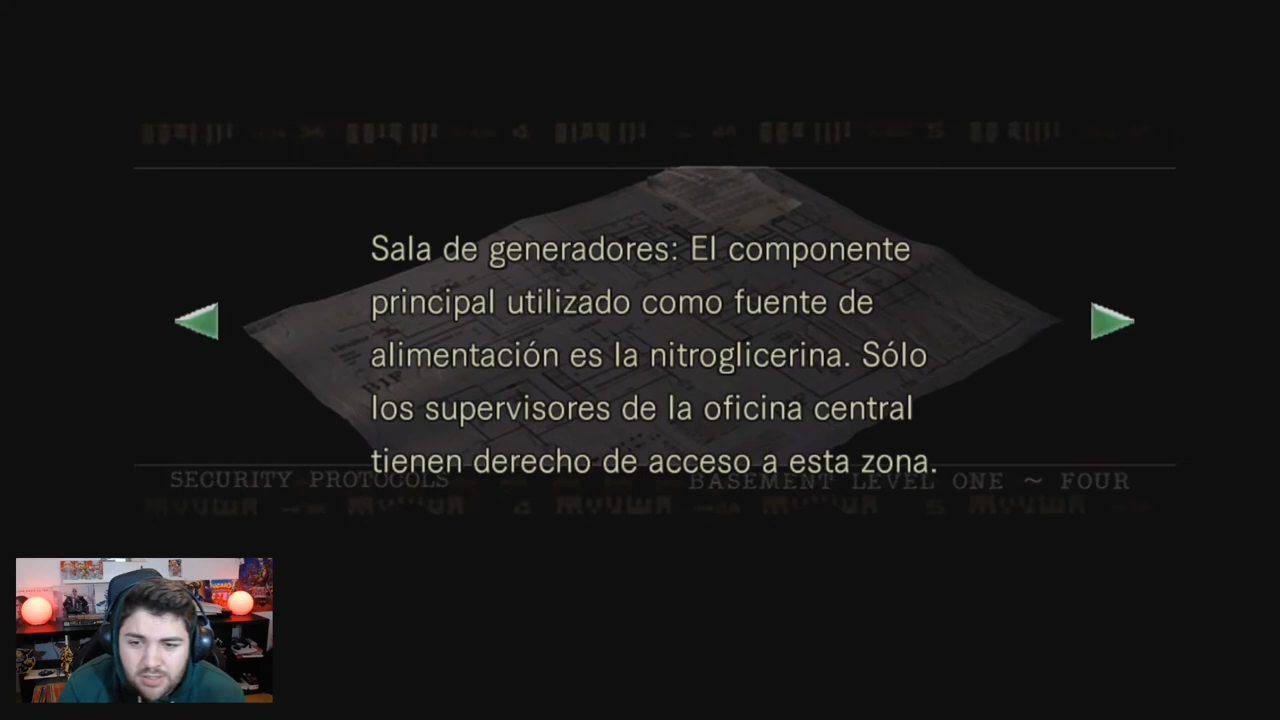 Sala de generadores: El componente
principal utilizado como fuente de
alimentación es la nitroglicerina. Sólo
los supervisores de la oficina central
tienen derecho de acceso a esta zona.
SECURITY PROTOCOLS
BASEMENT LEVEL ONE ~ FOUR